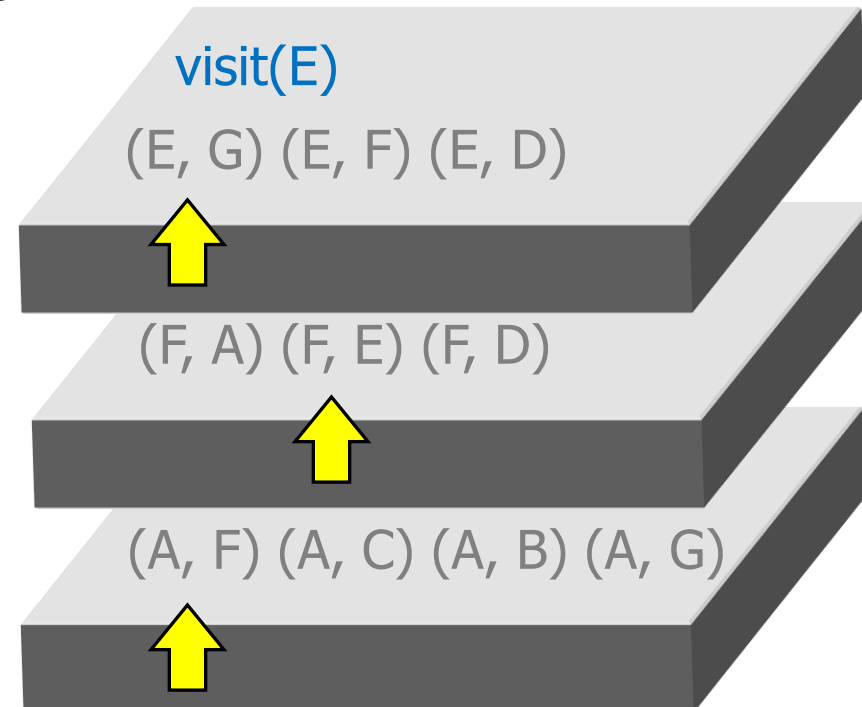 visit(E)
(E, G) (E, F) (E, D)
(F, A) (F, E) (F, D)
(A, F) (A, C) (A, B) (A, G)